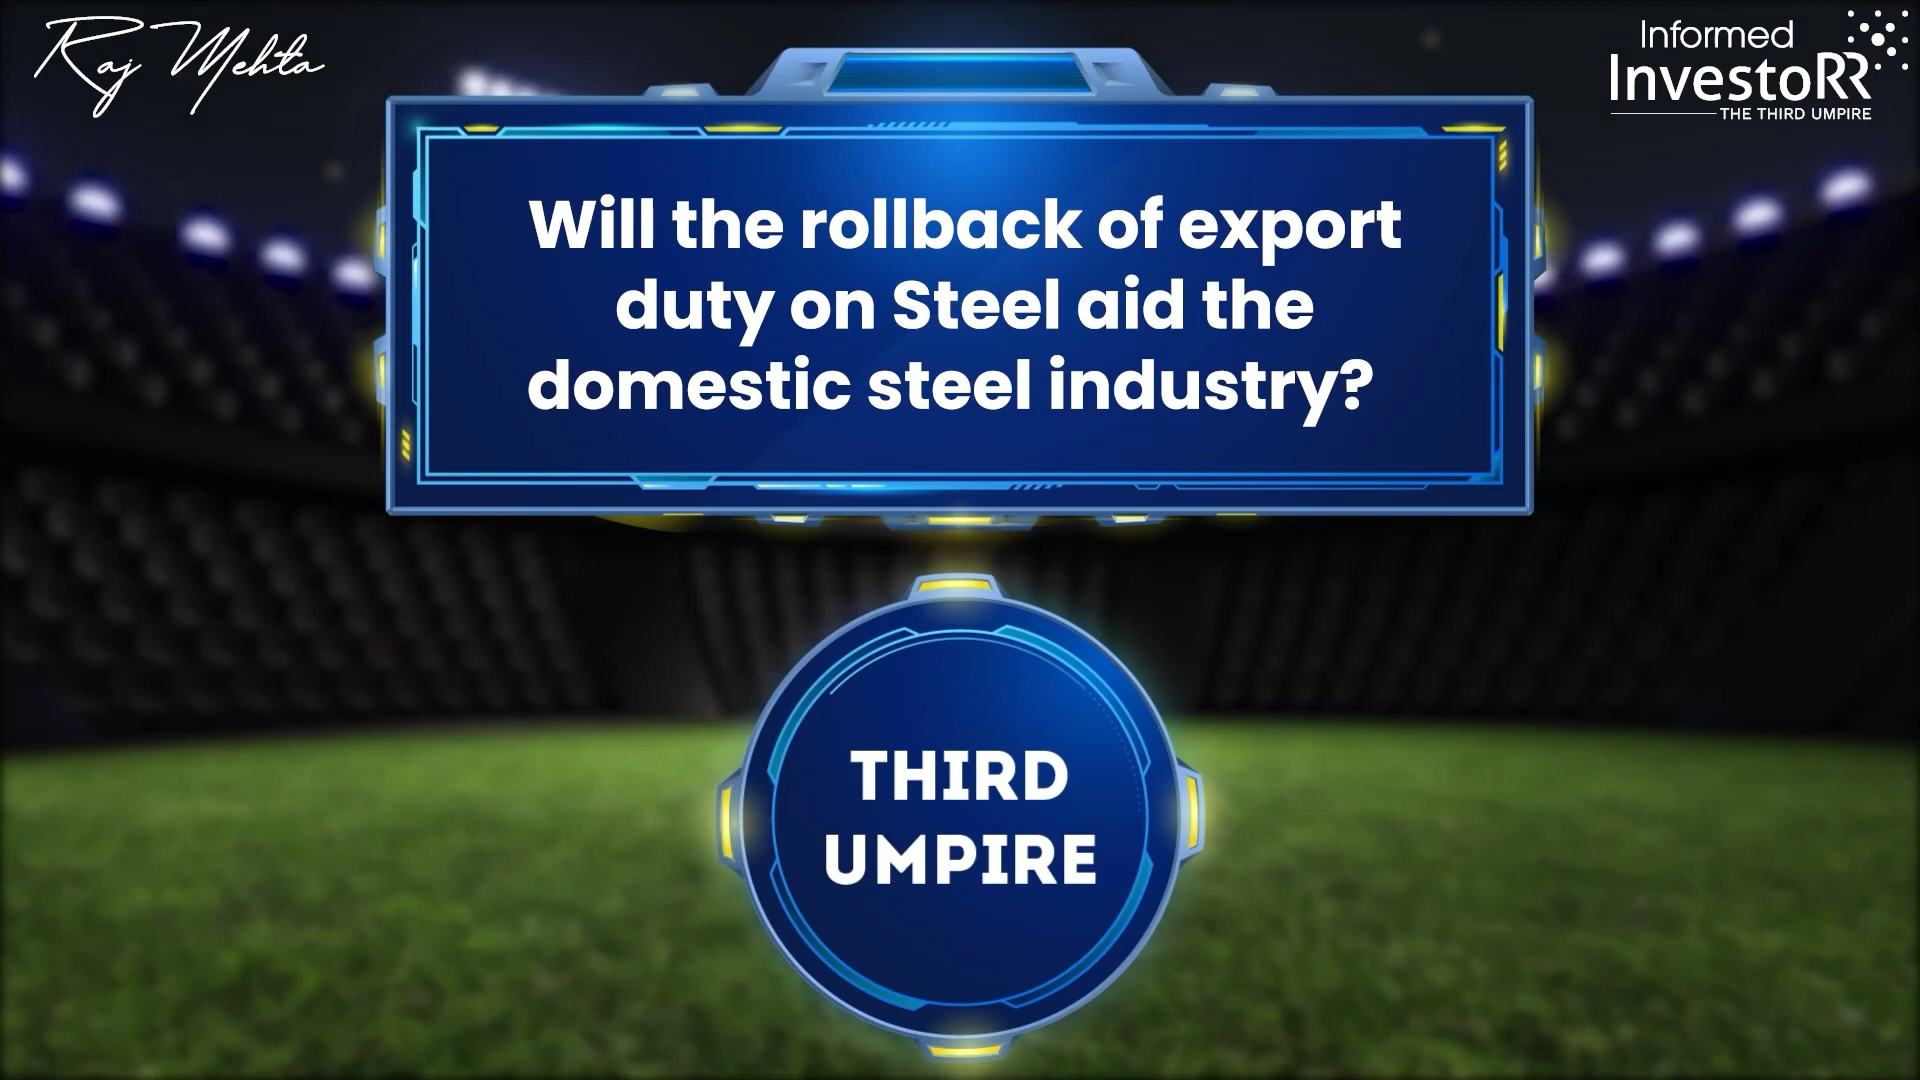 Raj Mehta
Informed
InvestoRR
THE THIRD UMPIRE
Will the rollback of export
duty on Steel aid the
domestic steel industry?
THIRD
UMPIRE